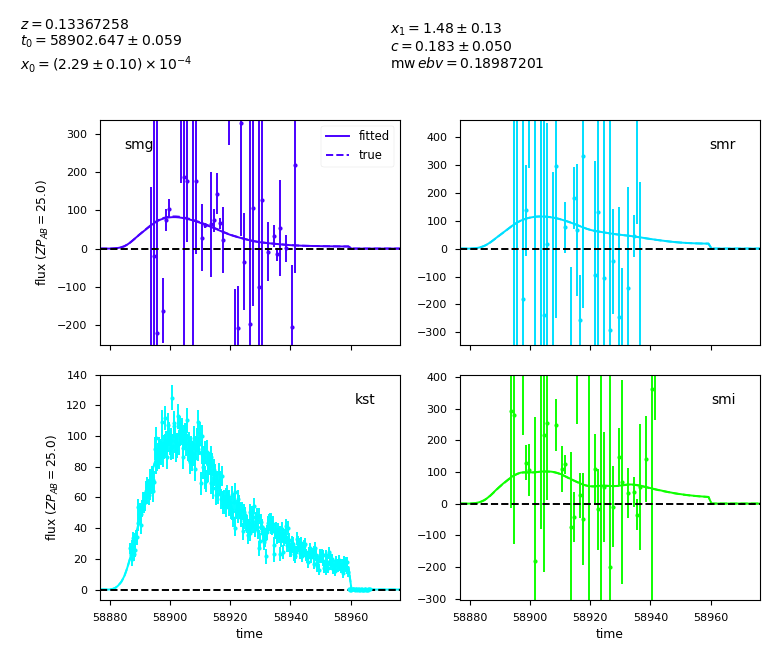 z = 0.13367258
t₀ = 58902.647 ± 0.059
x₀ = (2.29 ± 0.10) × 10⁻⁴
x₁ = 1.48 ± 0.13
c = 0.183 ± 0.050
mw ebv = 0.18987201
smg
fitted
true
300
200
100
0
−100
−200
flux (ZP_AB = 25.0)
smr
400
300
200
100
0
−100
−200
−300
kst
140
120
100
80
60
40
20
0
flux (ZP_AB = 25.0)
58880 58900 58920 58940 58960
time
smi
400
300
200
100
0
−100
−200
−300
58880 58900 58920 58940 58960
time